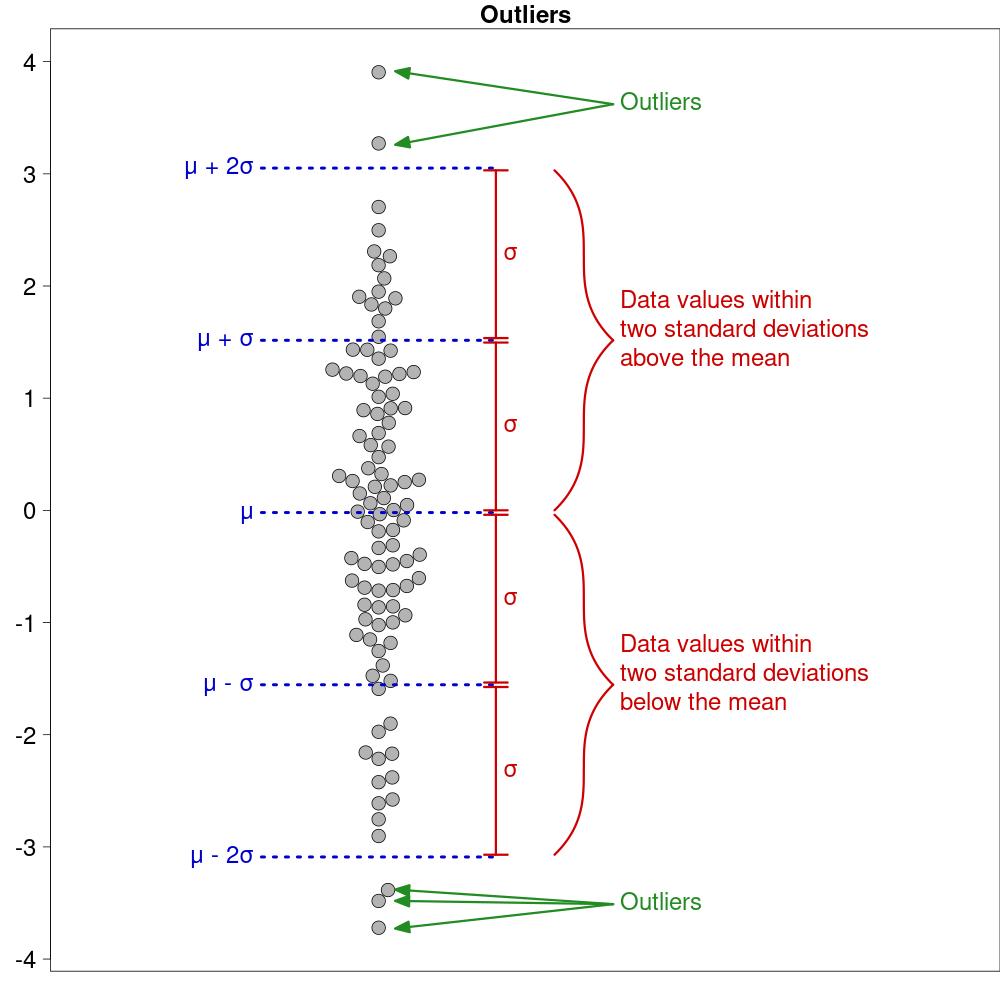 Outliers
4
Outliers
3
μ + 2σ
σ
2
Data values within
two standard deviations
above the mean
μ + σ
1
σ
0
μ
σ
-1
Data values within
two standard deviations
below the mean
μ - σ
-2
σ
-3
μ - 2σ
Outliers
-4